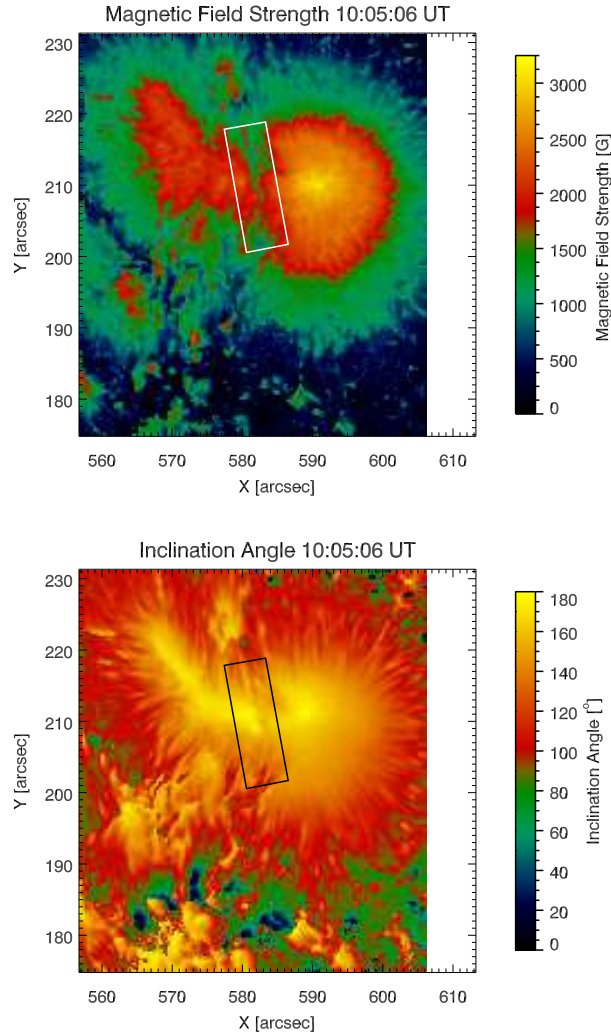 Magnetic Field Strength 10:05:06 UT
230
220
210
200
190
180
Y [arcsec]
560 570 580 590 600 610
X [arcsec]
3000
2500
2000
1500
1000
500
0
Magnetic Field Strength [G]
Inclination Angle 10:05:06 UT
230
220
210
200
190
180
Y [arcsec]
560 570 580 590 600 610
X [arcsec]
180
160
140
120
100
80
60
40
20
0
Inclination Angle [°]